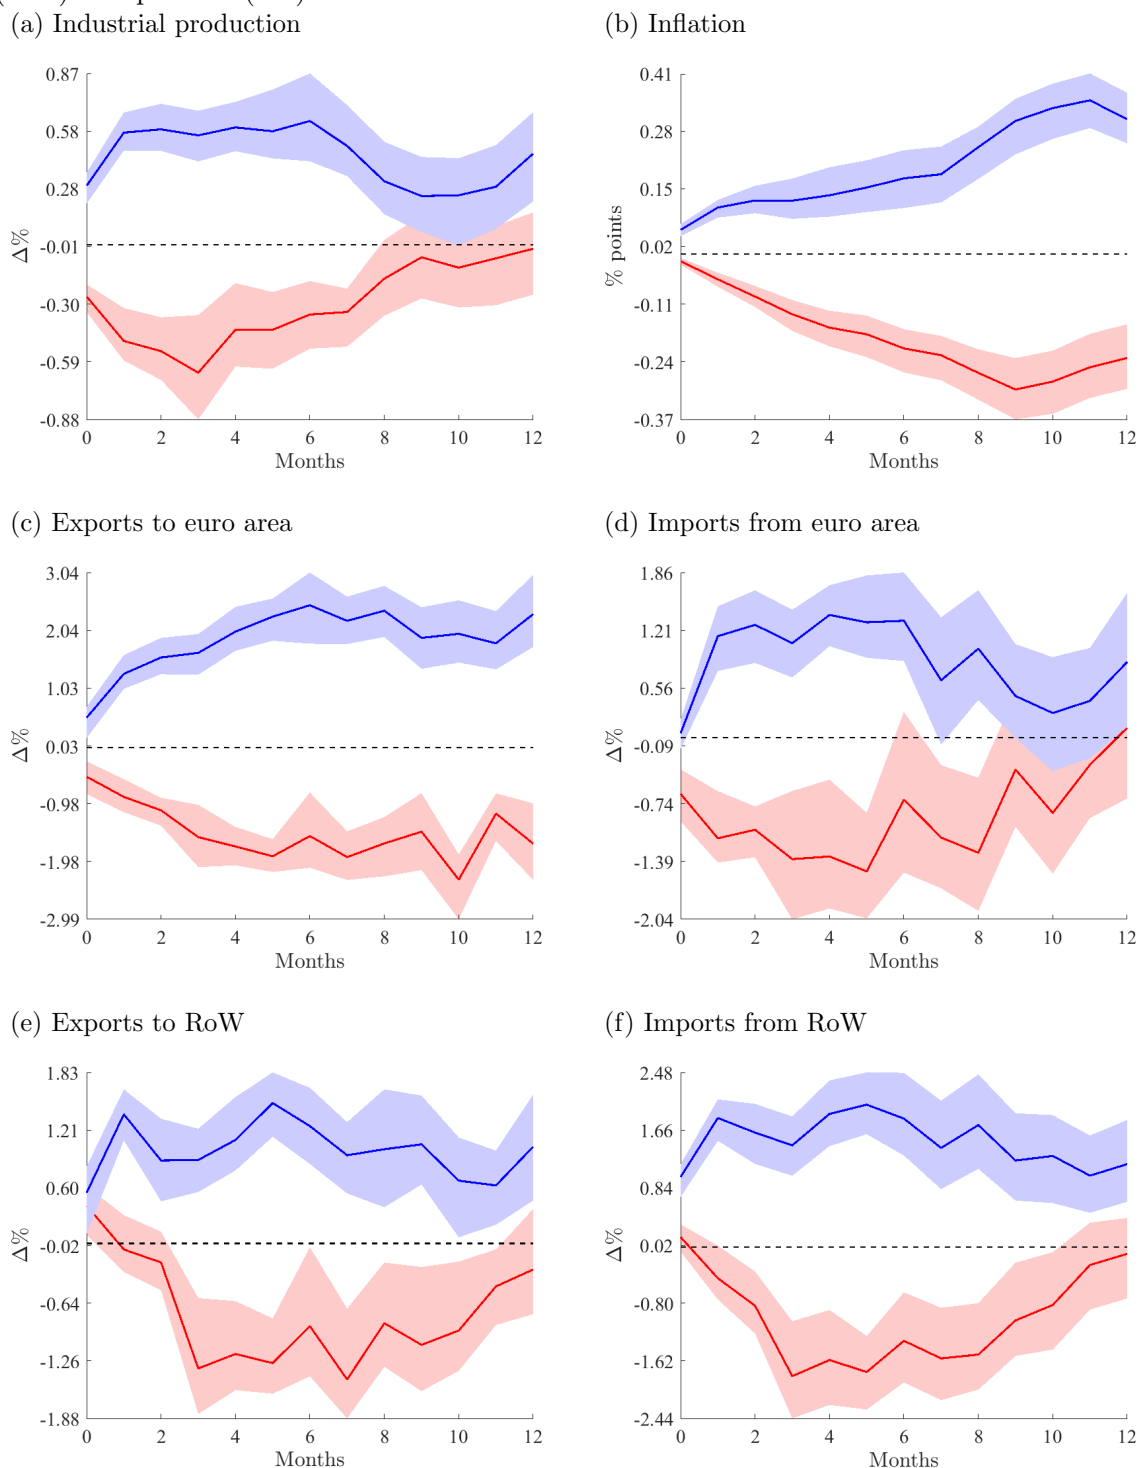 (a) Industrial production
(b) Inflation
0.87
0.58
0.28
-0.01
-0.30
-0.59
-0.88
Δ%
0 2 4 6 8 10 12
Months
0.41
0.28
0.15
0.02
-0.11
-0.24
-0.37
% points
0 2 4 6 8 10 12
Months
(c) Exports to euro area
(d) Imports from euro area
3.04
2.04
1.03
0.03
-0.98
-1.98
-2.99
Δ%
0 2 4 6 8 10 12
Months
1.86
1.21
0.56
-0.09
-0.74
-1.39
-2.04
Δ%
0 2 4 6 8 10 12
Months
(e) Exports to RoW
(f) Imports from RoW
1.83
1.21
0.60
-0.02
-0.64
-1.26
-1.88
Δ%
0 2 4 6 8 10 12
Months
2.48
1.66
0.84
0.02
-0.80
-1.62
-2.44
Δ%
0 2 4 6 8 10 12
Months